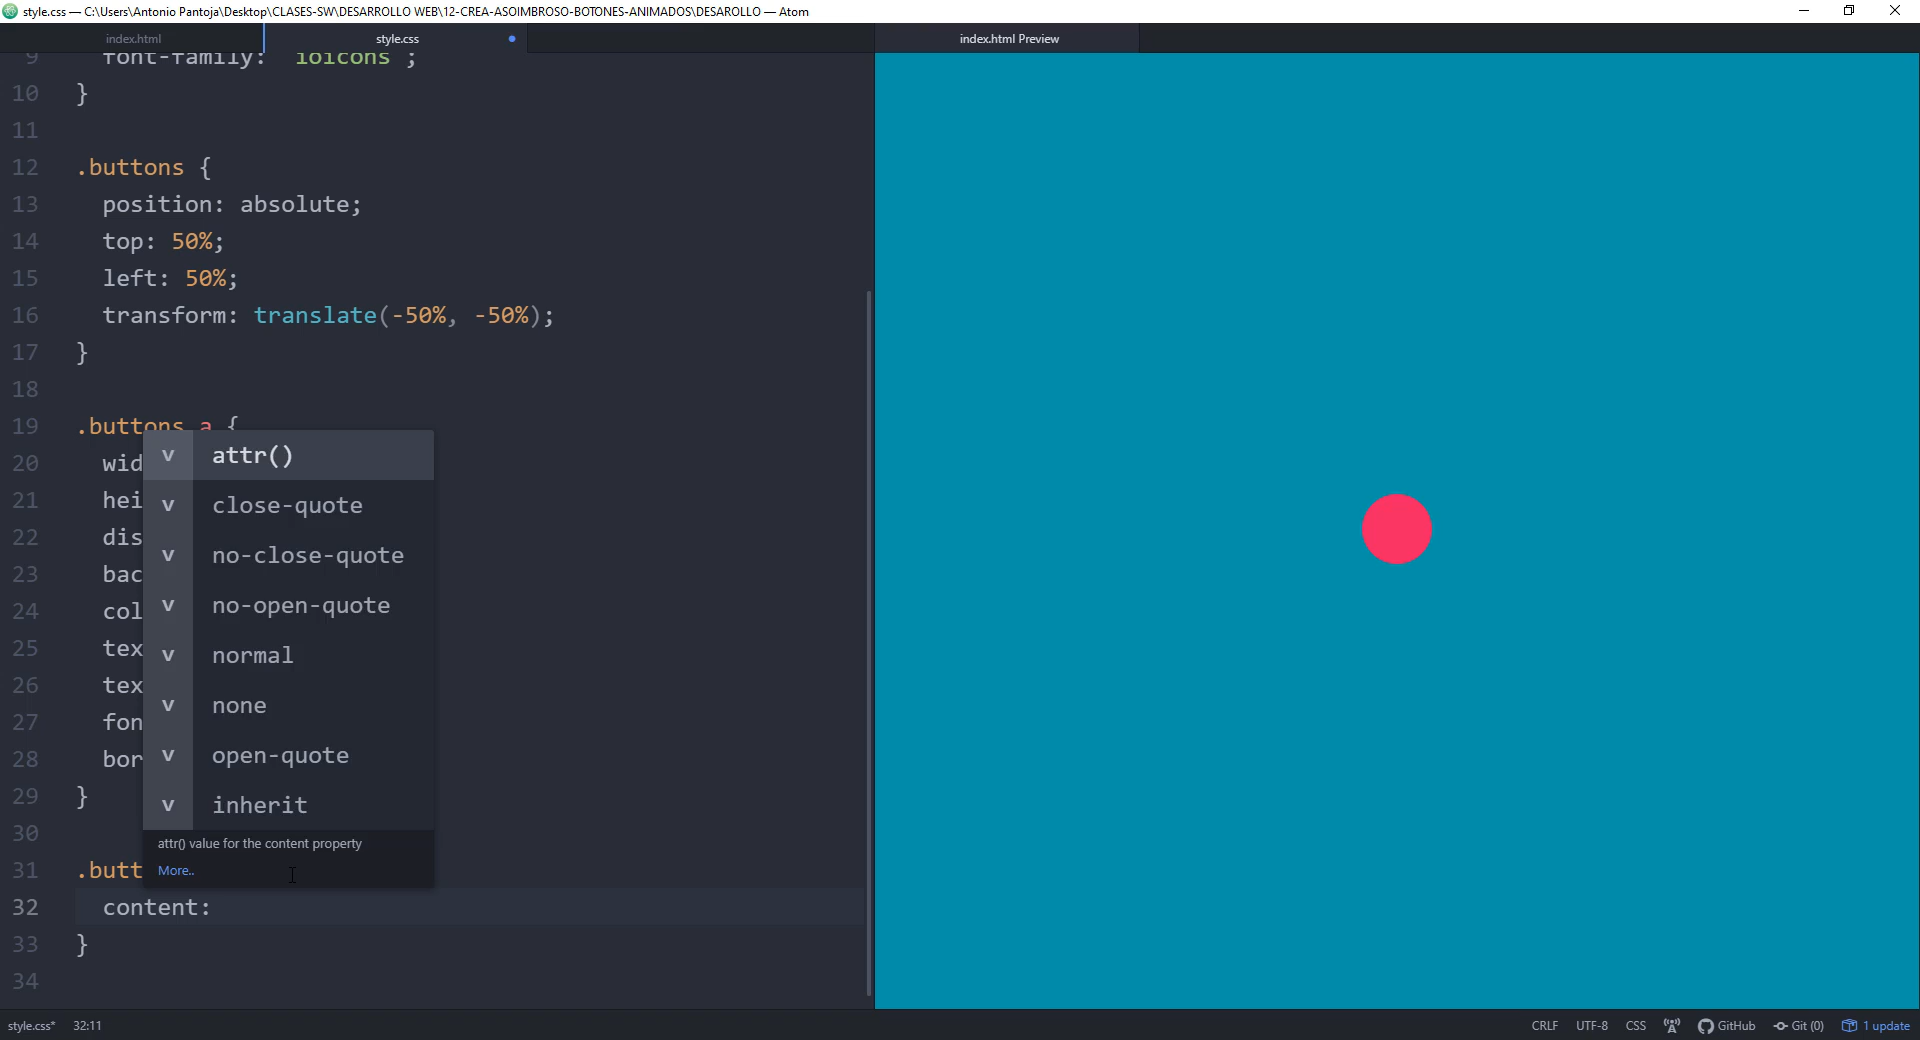 style.css — C:\Users\Antonio Pantoja\Desktop\CLASES-SW\DESARROLLO WEB\12-CREA-ASOIMBROSO-BOTONES-ANIMADOS\DESAROLLO — Atom
index.html
style.css
index.html Preview
9 font-family: 'ioicons';
10 }
11
12 .buttons {
13 position: absolute;
14 top: 50%;
15 left: 50%;
16 transform: translate(-50%, -50%);
17 }
18
19 .buttons a {
20 wid
21 hei
22 dis
23 bac
24 col
25 tex
26 tex
27 fon
28 bor
29 }
30
31 .butt
32 content:
33 }
34
v attr()
v close-quote
v no-close-quote
v no-open-quote
v normal
v none
v open-quote
v inherit
attr() value for the content property
More..
style.css* 32:11
CRLF UTF-8 CSS GitHub Git (0) 1 update